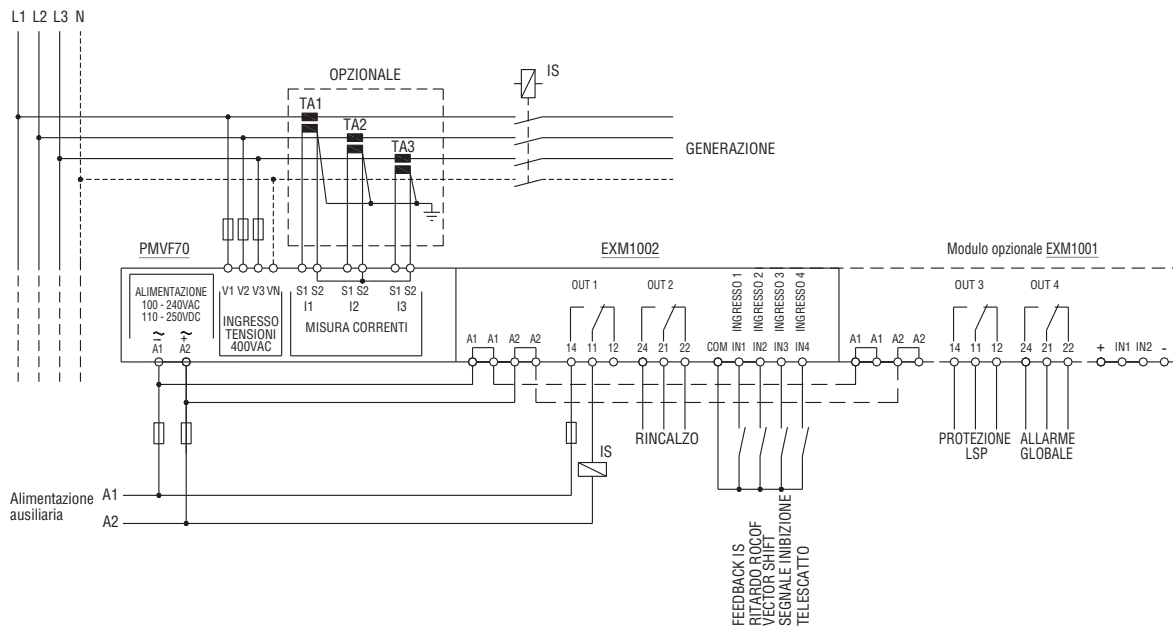 L1 L2 L3 N
OPZIONALE
IS
TA1
TA2
TA3
GENERAZIONE
PMVF70
EXM1002
Modulo opzionale EXM1001
ALIMENTAZIONE
100 - 240VAC
110 - 250VDC
~ ~
− +
A1 A2
V1 V2 V3 VN
INGRESSO
TENSIONI
400VAC
S1 S2 S1 S2 S1 S2
I1 I2 I3
MISURA CORRENTI
A1 A1 A2 A2
OUT 1
14 11 12
OUT 2
24 21 22
INGRESSO 1
INGRESSO 2
INGRESSO 3
INGRESSO 4
COM IN1 IN2 IN3 IN4
A1 A1 A2 A2
OUT 3
14 11 12
OUT 4
24 21 22
+ IN1 IN2 -
RINCALZO
PROTEZIONE
LSP
ALLARME
GLOBALE
IS
Alimentazione
ausiliaria
A1
A2
FEEDBACK IS
RITARDO ROCOF
VECTOR SHIFT
SEGNALE INIBIZIONE
TELESCATTO